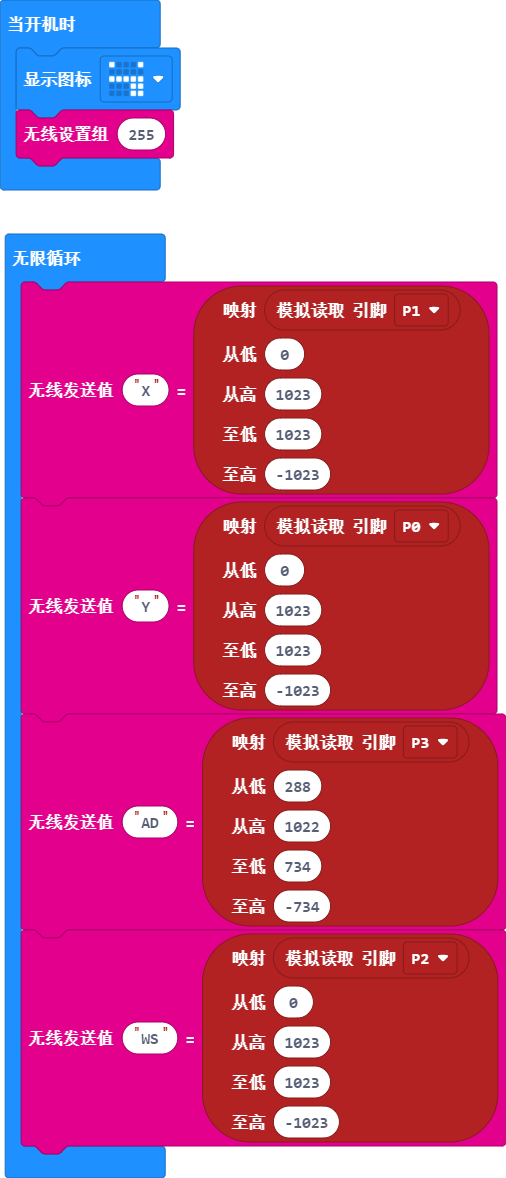 当开机时
显示图标
无线设置组 255
无限循环
映射 模拟读取 引脚 P1
从低 0
从高 1023
无线发送值 "X" =
至低 1023
至高 -1023
映射 模拟读取 引脚 P0
从低 0
从高 1023
无线发送值 "Y" =
至低 1023
至高 -1023
映射 模拟读取 引脚 P3
从低 288
从高 1022
无线发送值 "AD" =
至低 734
至高 -734
映射 模拟读取 引脚 P2
从低 0
从高 1023
无线发送值 "WS" =
至低 1023
至高 -1023